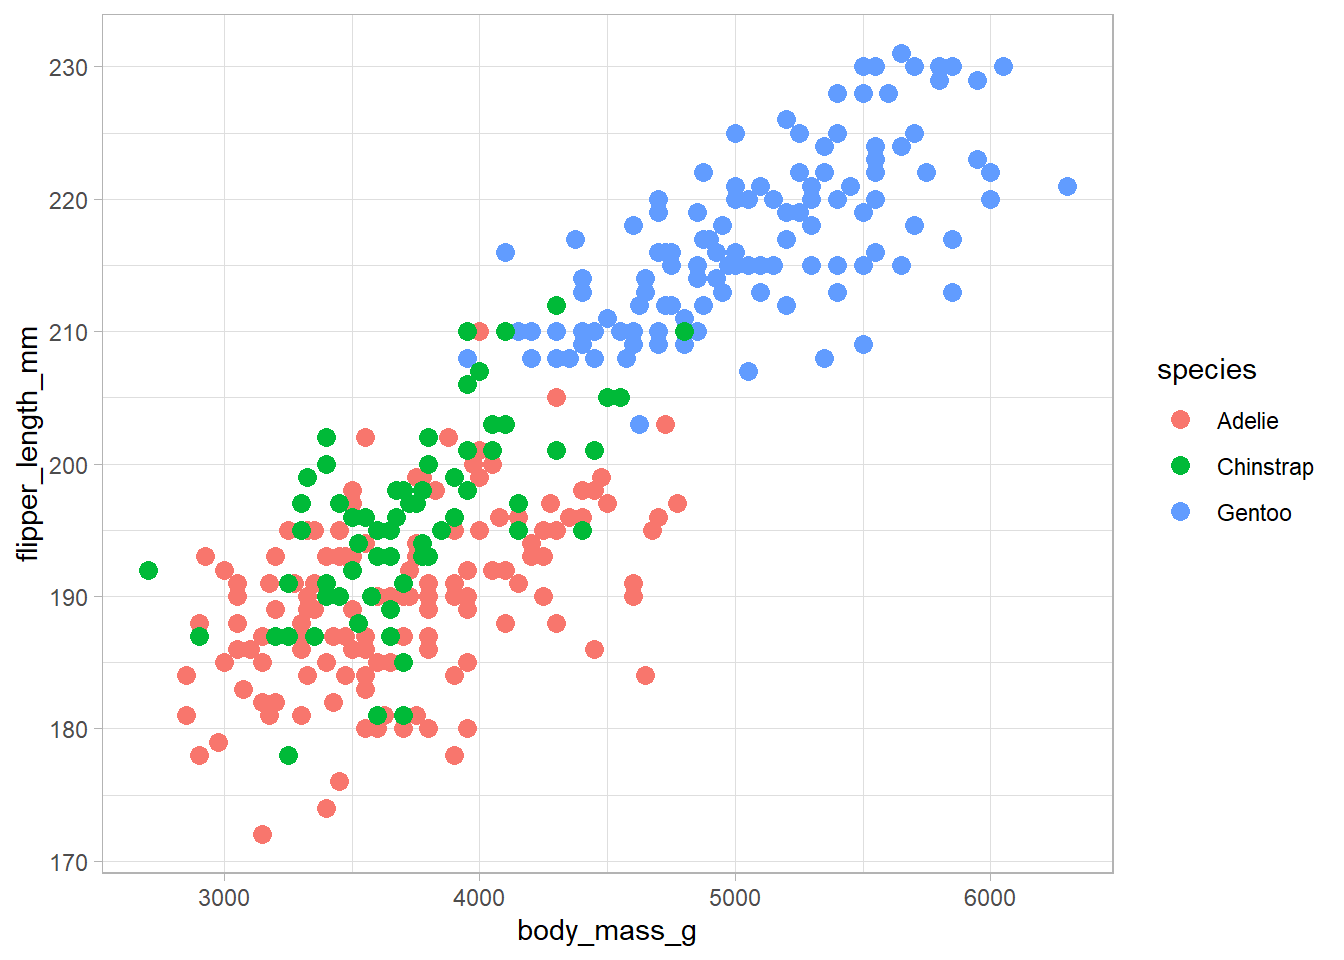 230
220
210
200
190
180
170
flipper_length_mm
3000 4000 5000 6000
body_mass_g
species
Adelie
Chinstrap
Gentoo